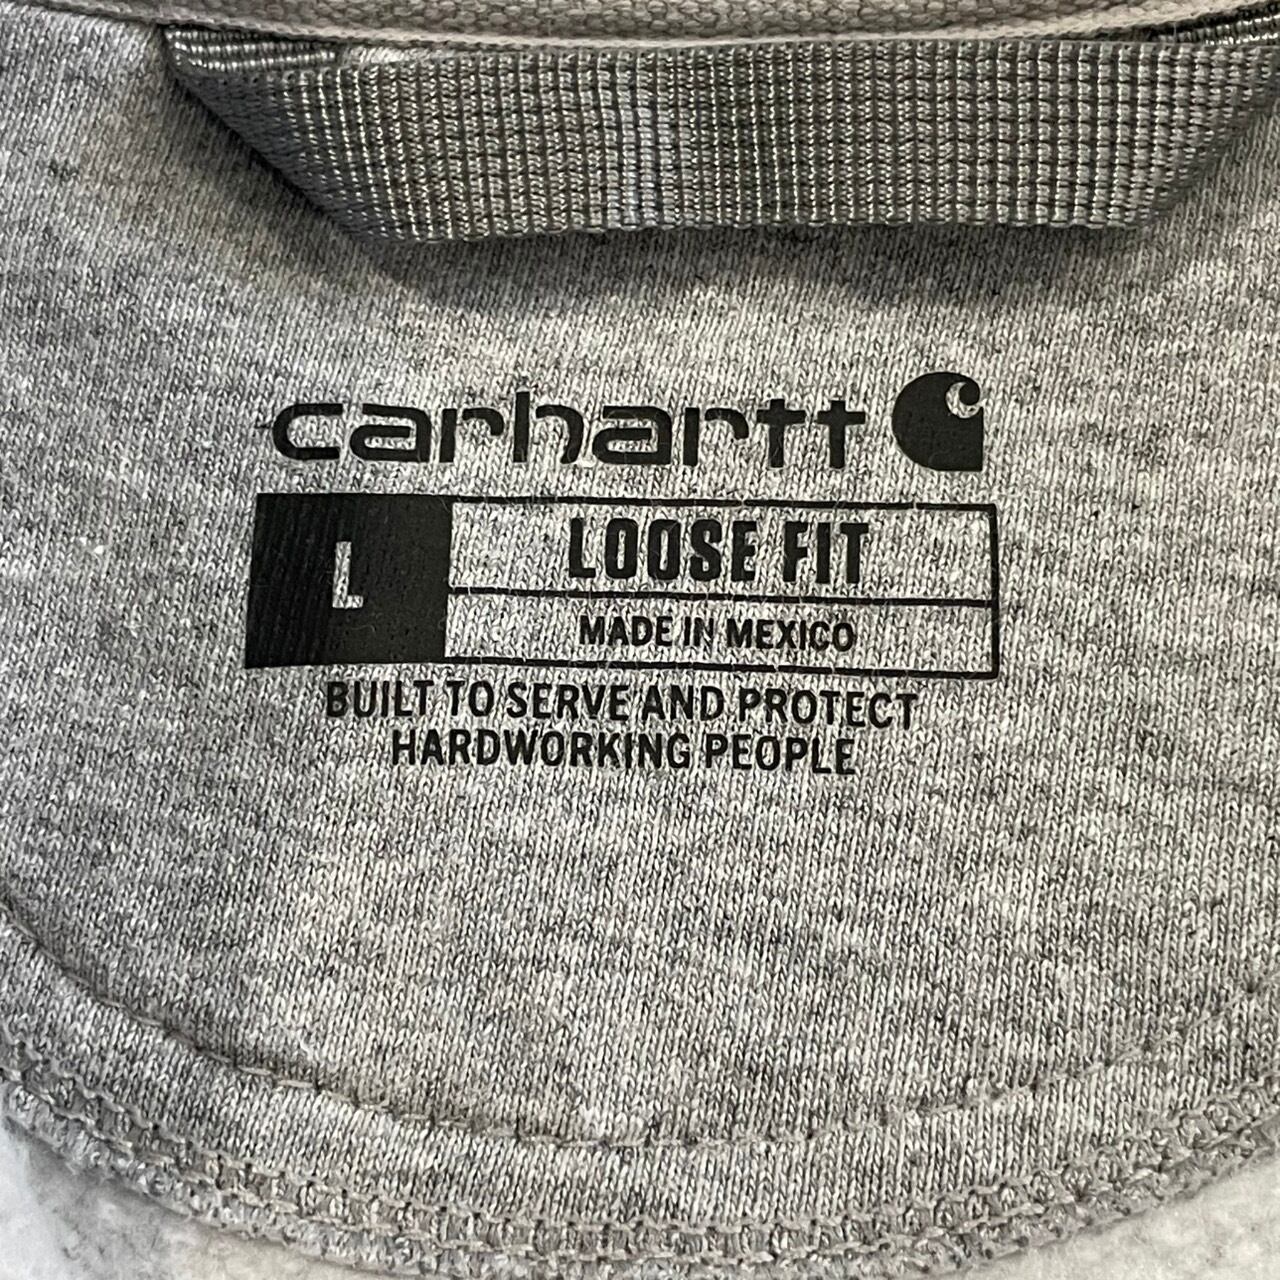 carhartt
L
LOOSE FIT
MADE IN MEXICO
BUILT TO SERVE AND PROTECT
HARDWORKING PEOPLE